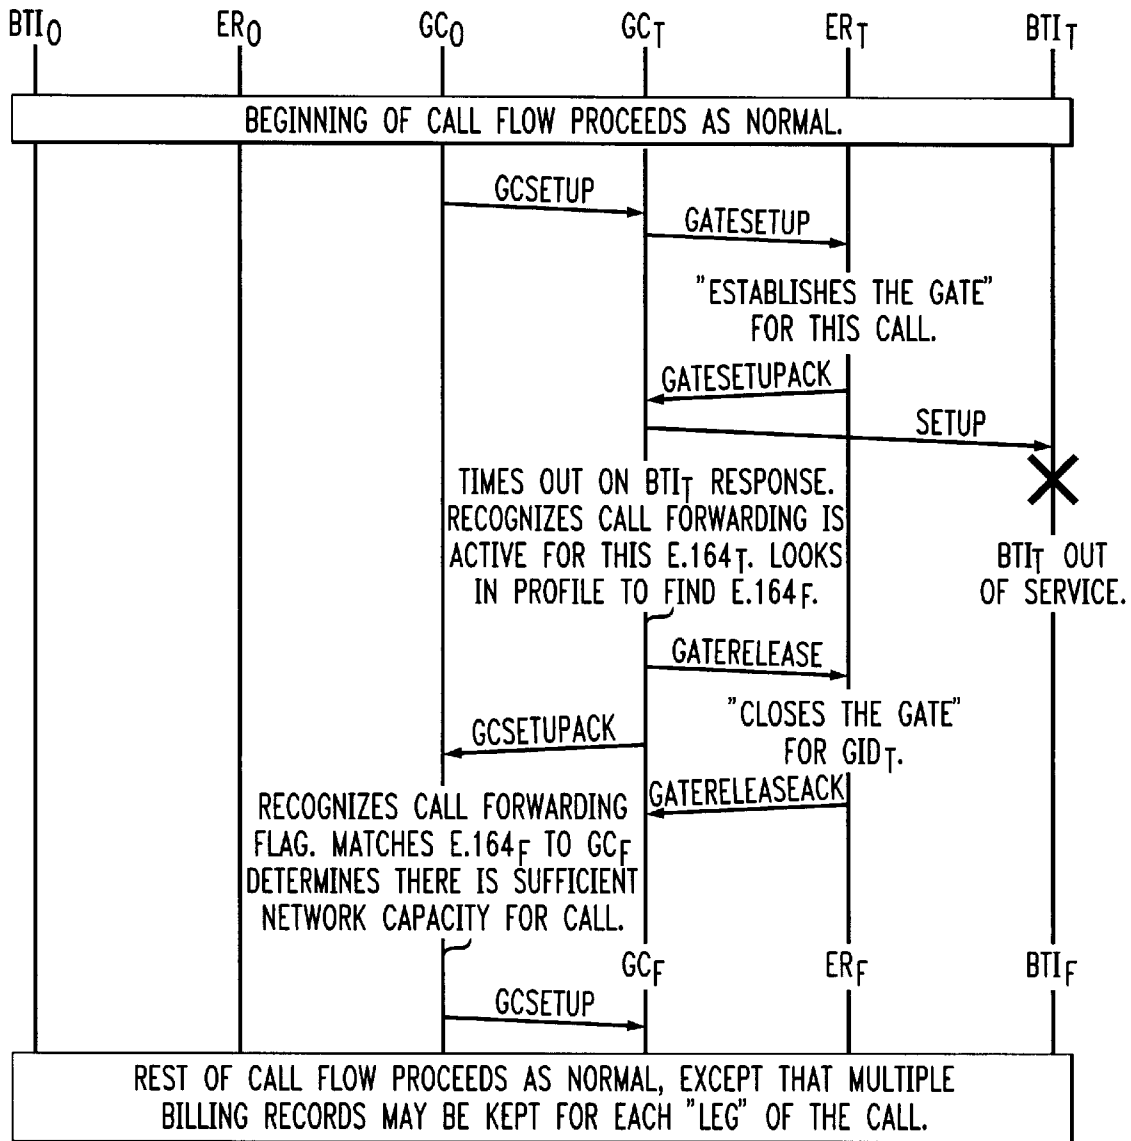 BTIO ERO GCO GCT ERT BTIT
BEGINNING OF CALL FLOW PROCEEDS AS NORMAL.
GCSETUP
GATESETUP
"ESTABLISHES THE GATE"
FOR THIS CALL.
GATESETUPACK
SETUP
TIMES OUT ON BTIT RESPONSE.
RECOGNIZES CALL FORWARDING IS
ACTIVE FOR THIS E.164T. LOOKS
IN PROFILE TO FIND E.164F.
BTIT OUT
OF SERVICE.
GATERELEASE
"CLOSES THE GATE"
FOR GIDT.
GCSETUPACK
GATERELEASEACK
RECOGNIZES CALL FORWARDING
FLAG. MATCHES E.164F TO GCF
DETERMINES THERE IS SUFFICIENT
NETWORK CAPACITY FOR CALL.
GCF ERF BTIF
GCSETUP
REST OF CALL FLOW PROCEEDS AS NORMAL, EXCEPT THAT MULTIPLE
BILLING RECORDS MAY BE KEPT FOR EACH "LEG" OF THE CALL.